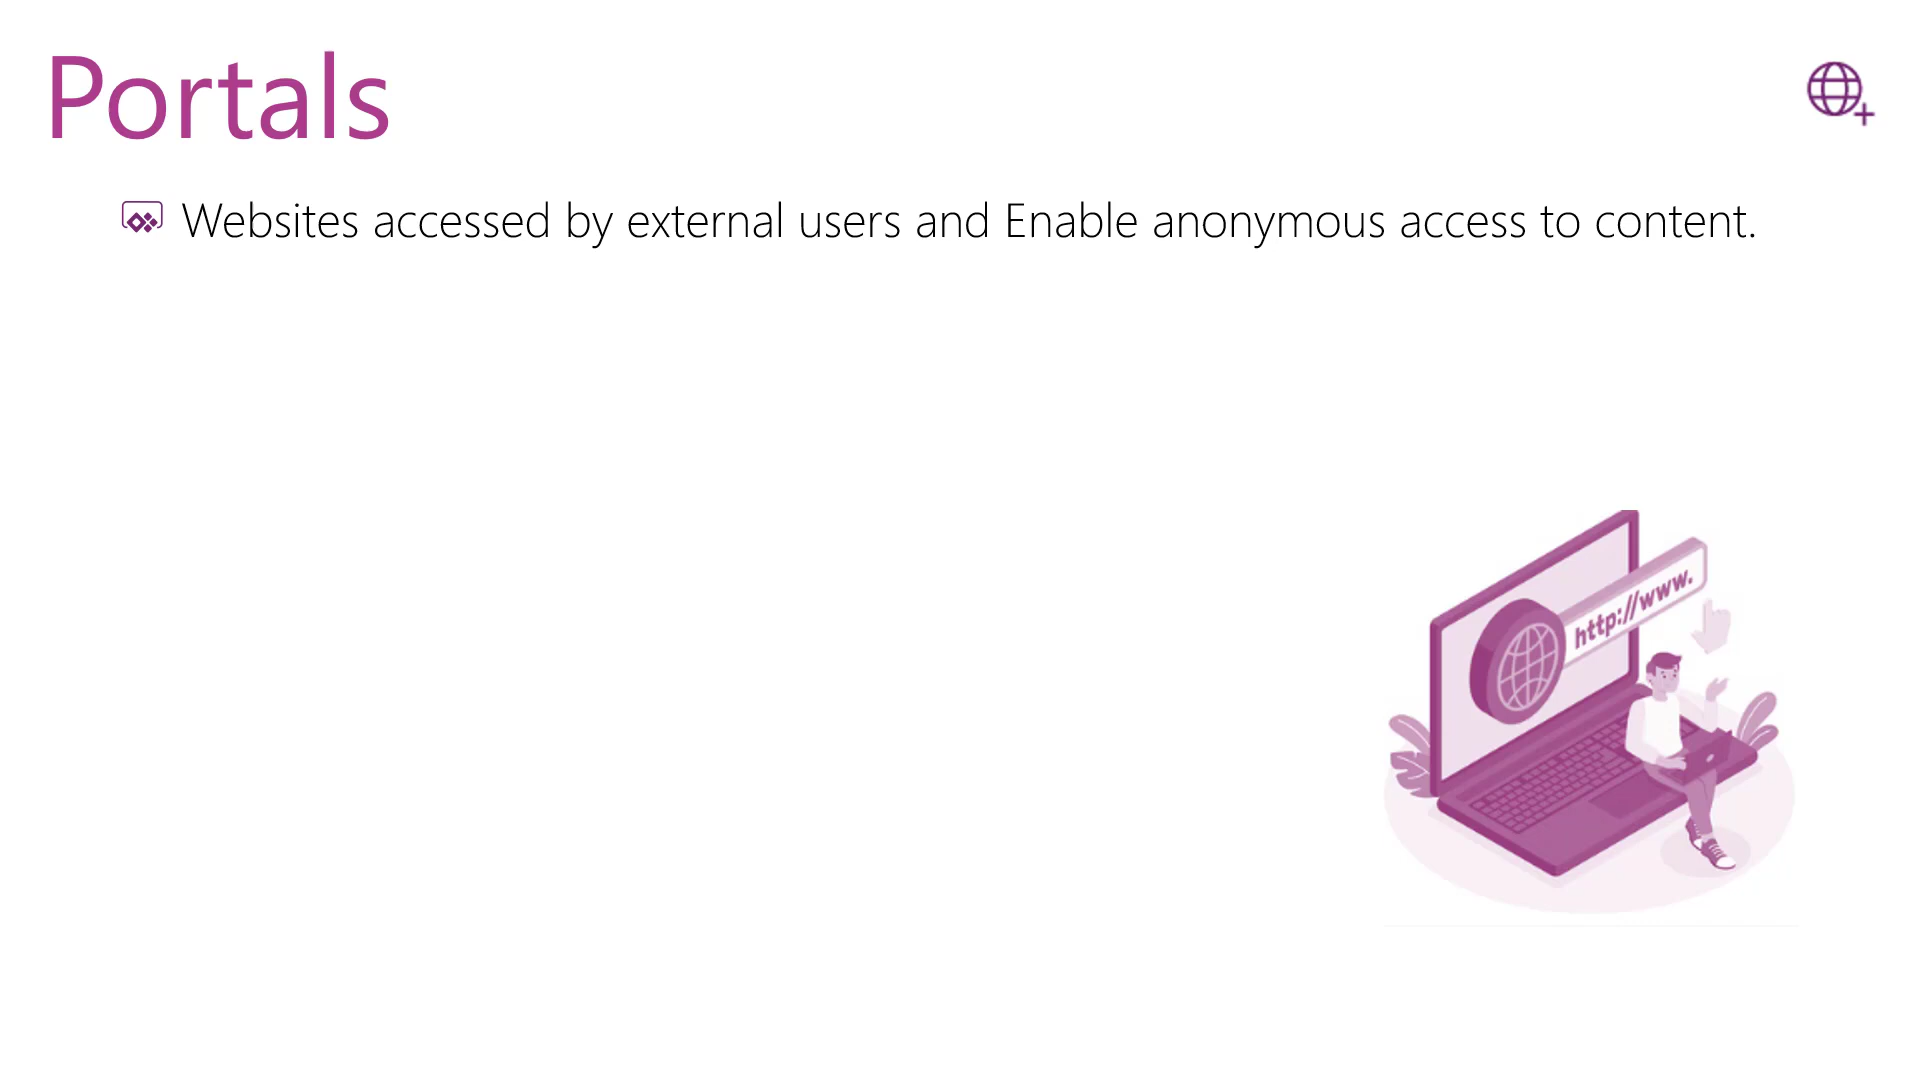 Portals
Websites accessed by external users and Enable anonymous access to content.
http://www.